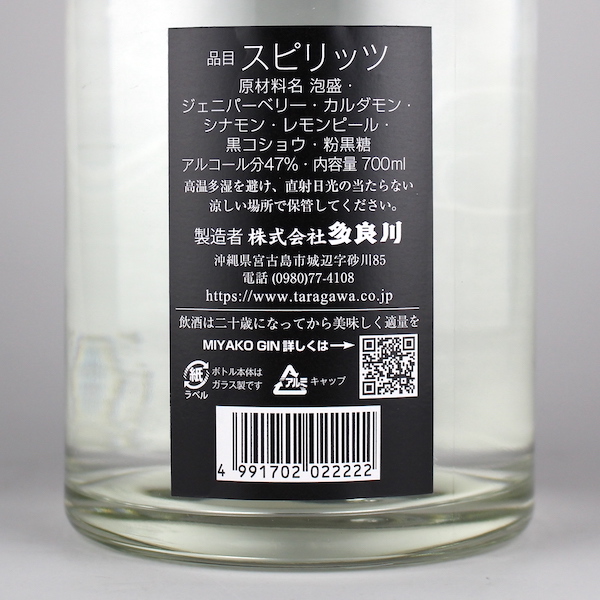 品目 スピリッツ
原材料名 泡盛・
ジェニパーベリー・カルダモン・
シナモン・レモンピール・
黒コショウ・粉黒糖
アルコール分47%・内容量 700ml
高温多湿を避け、直射日光の当たらない
涼しい場所で保管してください。
製造者 株式会社多良川
沖縄県宮古島市城辺字砂川85
電話 (0980)77-4108
https://www.taragawa.co.jp
飲酒は二十歳になってから美味しく適量を
MIYAKO GIN 詳しくは→
紙 ラベル
ボトル本体は
ガラス製です
アルミ キャップ
4 991702 022222